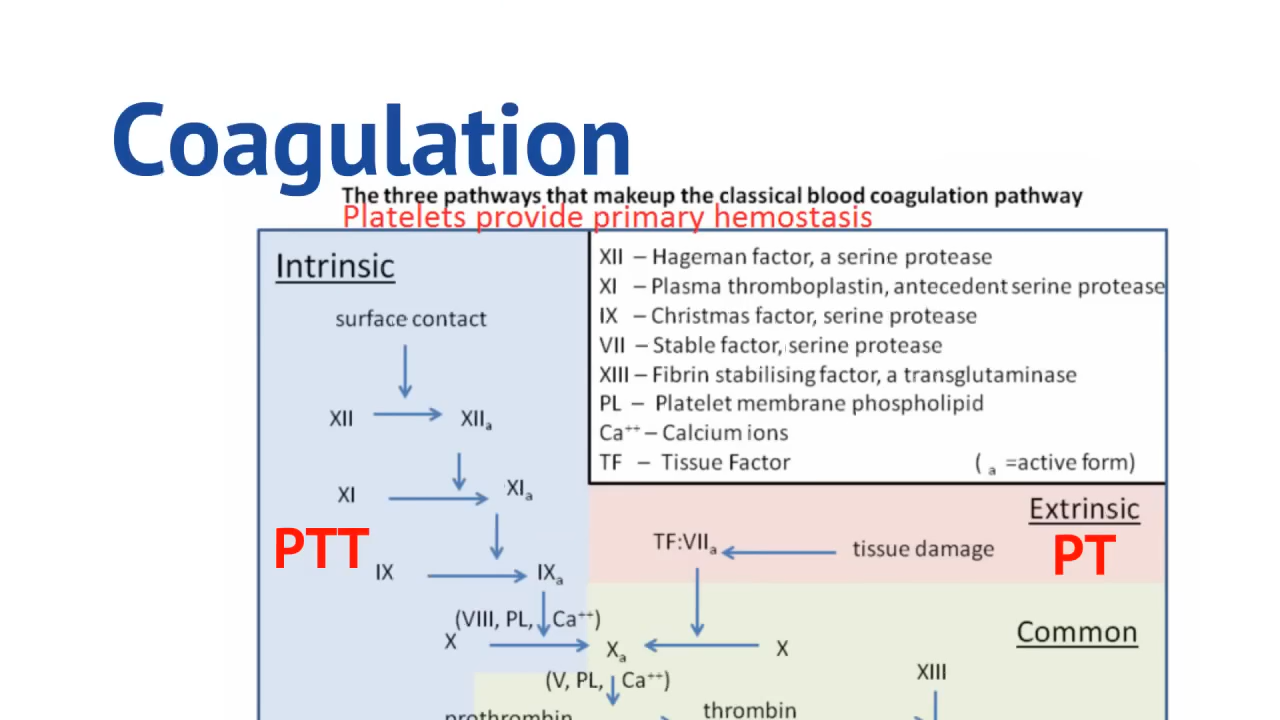 Coagulation
The three pathways that makeup the classical blood coagulation pathway
Platelets provide primary hemostasis
Intrinsic
surface contact
XII
XIIa
XI
XIa
PTT
IX
IXa
(VIII, PL, Ca++)
X
Xa
(V, PL, Ca++)
prothrombin
XII – Hageman factor, a serine protease
XI – Plasma thromboplastin, antecedent serine protease
IX – Christmas factor, serine protease
VII – Stable factor, serine protease
XIII – Fibrin stabilising factor, a transglutaminase
PL – Platelet membrane phospholipid
Ca++ – Calcium ions
TF – Tissue Factor ( a =active form)
Extrinsic
TF:VIIa
tissue damage
PT
Common
X
XIII
thrombin